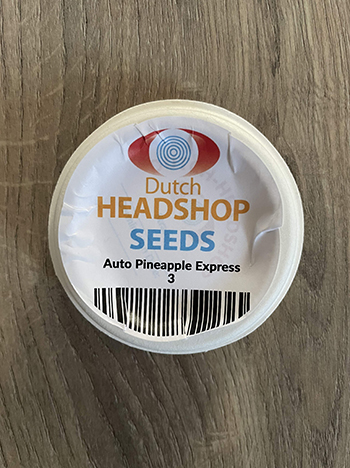 Dutch
HEADSHOP
SEEDS
Auto Pineapple Express
3